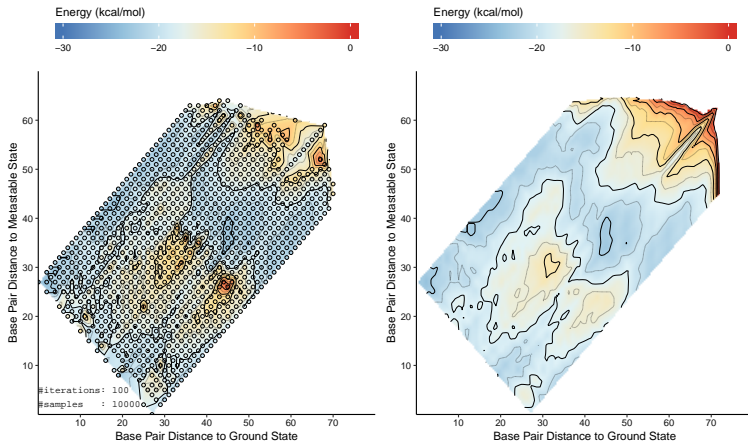 Energy (kcal/mol)
−30 −20 −10 0
Base Pair Distance to Metastable State
60
50
40
30
20
10
#iterations: 100
#samples : 10000
10 20 30 40 50 60 70
Base Pair Distance to Ground State
Energy (kcal/mol)
−30 −20 −10 0
Base Pair Distance to Metastable State
60
50
40
30
20
10
10 20 30 40 50 60 70
Base Pair Distance to Ground State